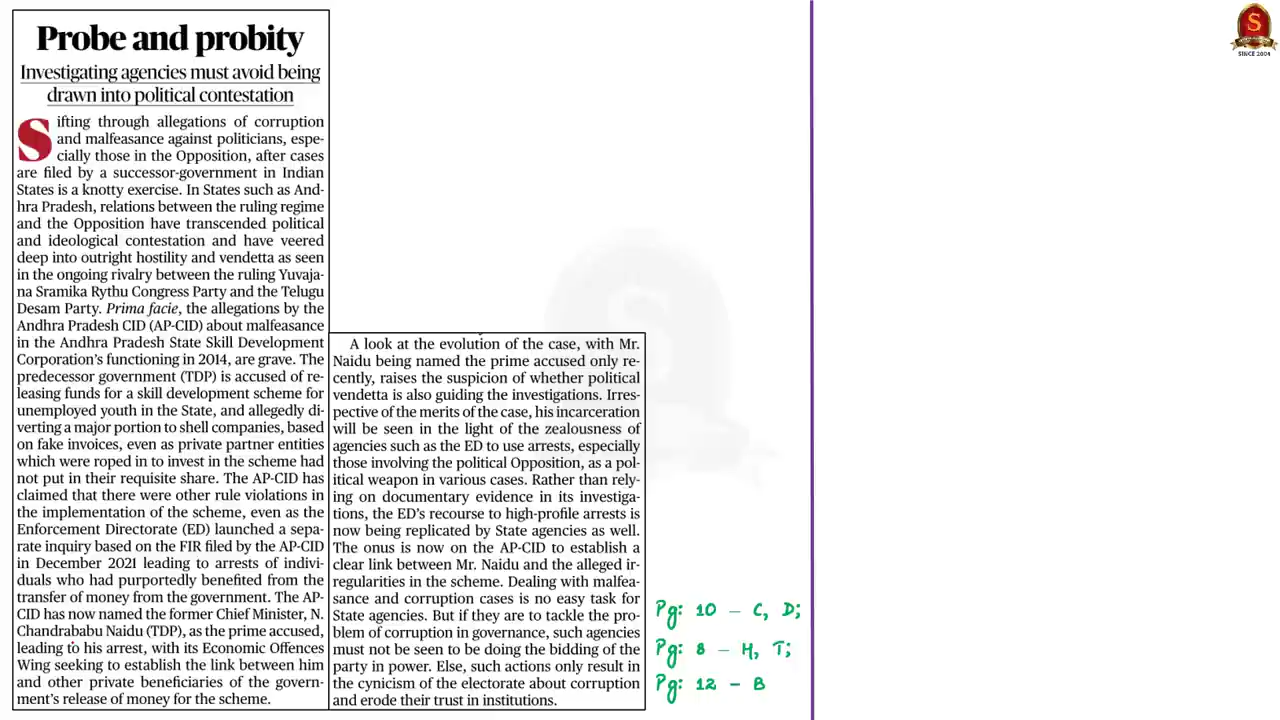 Probe and probity
Investigating agencies must avoid being
drawn into political contestation
Sifting through allegations of corruption
and malfeasance against politicians, espe-
cially those in the Opposition, after cases
are filed by a successor-government in Indian
States is a knotty exercise. In States such as And-
hra Pradesh, relations between the ruling regime
and the Opposition have transcended political
and ideological contestation and have veered
deep into outright hostility and vendetta as seen
in the ongoing rivalry between the ruling Yuvaja-
na Sramika Rythu Congress Party and the Telugu
Desam Party. Prima facie, the allegations by the
Andhra Pradesh CID (AP-CID) about malfeasance
in the Andhra Pradesh State Skill Development
Corporation's functioning in 2014, are grave. The
predecessor government (TDP) is accused of re-
leasing funds for a skill development scheme for
unemployed youth in the State, and allegedly di-
verting a major portion to shell companies, based
on fake invoices, even as private partner entities
which were roped in to invest in the scheme had
not put in their requisite share. The AP-CID has
claimed that there were other rule violations in
the implementation of the scheme, even as the
Enforcement Directorate (ED) launched a sepa-
rate inquiry based on the FIR filed by the AP-CID
in December 2021 leading to arrests of indivi-
duals who had purportedly benefited from the
transfer of money from the government. The AP-
CID has now named the former Chief Minister, N.
Chandrababu Naidu (TDP), as the prime accused,
leading to his arrest, with its Economic Offences
Wing seeking to establish the link between him
and other private beneficiaries of the govern-
ment's release of money for the scheme.
A look at the evolution of the case, with Mr.
Naidu being named the prime accused only re-
cently, raises the suspicion of whether political
vendetta is also guiding the investigations. Irres-
pective of the merits of the case, his incarceration
will be seen in the light of the zealousness of
agencies such as the ED to use arrests, especially
those involving the political Opposition, as a pol-
itical weapon in various cases. Rather than rely-
ing on documentary evidence in its investiga-
tions, the ED's recourse to high-profile arrests is
now being replicated by State agencies as well.
The onus is now on the AP-CID to establish a
clear link between Mr. Naidu and the alleged ir-
regularities in the scheme. Dealing with malfea-
sance and corruption cases is no easy task for
State agencies. But if they are to tackle the pro-
blem of corruption in governance, such agencies
must not be seen to be doing the bidding of the
party in power. Else, such actions only result in
the cynicism of the electorate about corruption
and erode their trust in institutions.
Pg: 10 – C, D;
Pg: 8 – H, T;
Pg: 12 – B
S
SINCE 2004